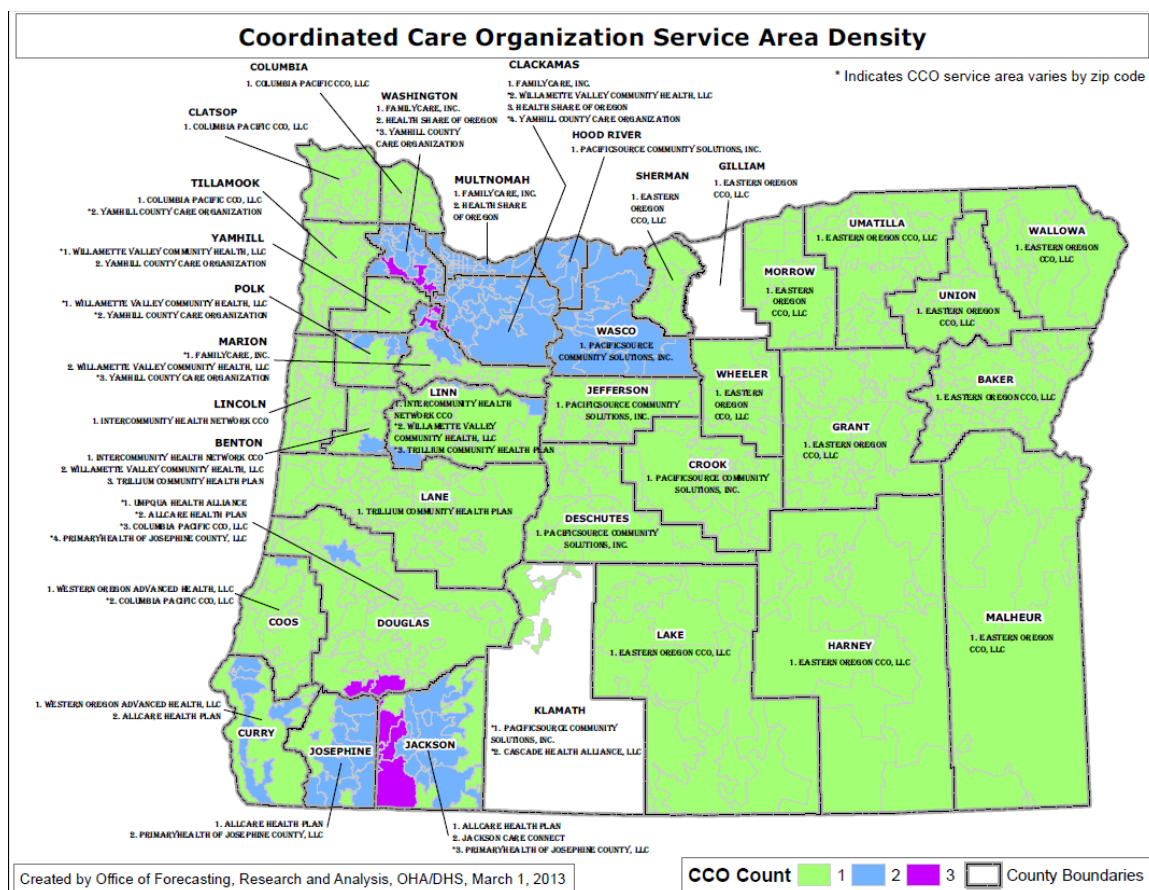 Coordinated Care Organization Service Area Density
* Indicates CCO service area varies by zip code
COLUMBIA
1. COLUMBIA PACIFIC CCO, LLC
CLATSOP
1. COLUMBIA PACIFIC CCO, LLC
WASHINGTON
1. FAMILYCARE, INC.
2. HEALTH SHARE OF OREGON
*3. YAMHILL COUNTY
CARE ORGANIZATION
CLACKAMAS
1. FAMILYCARE, INC.
*2. WILLAMETTE VALLEY COMMUNITY HEALTH, LLC
3. HEALTH SHARE OF OREGON
*4. YAMHILL COUNTY CARE ORGANIZATION
HOOD RIVER
1. PACIFICSOURCE COMMUNITY SOLUTIONS, INC.
MULTNOMAH
1. FAMILYCARE, INC.
2. HEALTH SHARE
OF OREGON
SHERMAN
1. EASTERN
OREGON
CCO, LLC
GILLIAM
1. EASTERN OREGON
CCO, LLC
TILLAMOOK
1. COLUMBIA PACIFIC CCO, LLC
*2. YAMHILL COUNTY CARE ORGANIZATION
YAMHILL
*1. WILLAMETTE VALLEY COMMUNITY HEALTH, LLC
2. YAMHILL COUNTY CARE ORGANIZATION
POLK
*1. WILLAMETTE VALLEY COMMUNITY HEALTH, LLC
*2. YAMHILL COUNTY CARE ORGANIZATION
MARION
*1. FAMILYCARE, INC.
2. WILLAMETTE VALLEY COMMUNITY HEALTH, LLC
*3. YAMHILL COUNTY CARE ORGANIZATION
LINCOLN
1. INTERCOMMUNITY HEALTH NETWORK CCO
BENTON
1. INTERCOMMUNITY HEALTH NETWORK CCO
2. WILLAMETTE VALLEY COMMUNITY HEALTH, LLC
3. TRILLIUM COMMUNITY HEALTH PLAN
*1. UMPQUA HEALTH ALLIANCE
*2. ALLCARE HEALTH PLAN
*3. COLUMBIA PACIFIC CCO, LLC
*4. PRIMARYHEALTH OF JOSEPHINE COUNTY, LLC
1. WESTERN OREGON ADVANCED HEALTH, LLC
*2. COLUMBIA PACIFIC CCO, LLC
1. WESTERN OREGON ADVANCED HEALTH, LLC
2. ALLCARE HEALTH PLAN
UMATILLA
1. EASTERN OREGON CCO, LLC
WALLOWA
1. EASTERN OREGON
CCO, LLC
MORROW
1. EASTERN
OREGON
CCO, LLC
UNION
1. EASTERN OREGON
CCO, LLC
WASCO
1. PACIFICSOURCE
COMMUNITY SOLUTIONS, INC.
WHEELER
1. EASTERN
OREGON
CCO, LLC
BAKER
1. EASTERN OREGON CCO, LLC
JEFFERSON
1. PACIFICSOURCE COMMUNITY
SOLUTIONS, INC.
LINN
1. INTERCOMMUNITY HEALTH
NETWORK CCO
*2. WILLAMETTE VALLEY
COMMUNITY HEALTH, LLC
*3. TRILLIUM COMMUNITY HEALTH PLAN
GRANT
1. EASTERN OREGON
CCO, LLC
CROOK
1. PACIFICSOURCE COMMUNITY
SOLUTIONS, INC.
LANE
1. TRILLIUM COMMUNITY HEALTH PLAN
DESCHUTES
1. PACIFICSOURCE COMMUNITY
SOLUTIONS, INC.
COOS
DOUGLAS
LAKE
1. EASTERN OREGON CCO, LLC
HARNEY
1. EASTERN OREGON CCO, LLC
MALHEUR
1. EASTERN OREGON
CCO, LLC
KLAMATH
*1. PACIFICSOURCE COMMUNITY
SOLUTIONS, INC.
*2. CASCADE HEALTH ALLIANCE, LLC
CURRY
JOSEPHINE
JACKSON
1. ALLCARE HEALTH PLAN
2. PRIMARYHEALTH OF JOSEPHINE COUNTY, LLC
1. ALLCARE HEALTH PLAN
2. JACKSON CARE CONNECT
*3. PRIMARYHEALTH OF JOSEPHINE COUNTY, LLC
Created by Office of Forecasting, Research and Analysis, OHA/DHS, March 1, 2013
CCO Count 1 2 3 County Boundaries